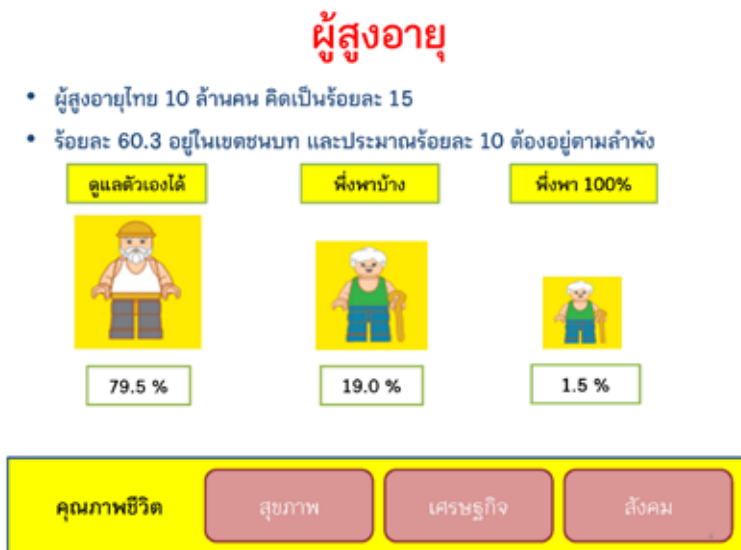 ผู้สูงอายุ
• ผู้สูงอายุไทย 10 ล้านคน คิดเป็นร้อยละ 15
• ร้อยละ 60.3 อยู่ในเขตชนบท และประมาณร้อยละ 10 ต้องอยู่ตามลำพัง
ดูแลตัวเองได้ พึ่งพาบ้าง พึ่งพา 100%
79.5 % 19.0 % 1.5 %
คุณภาพชีวิต สุขภาพ เศรษฐกิจ สังคม